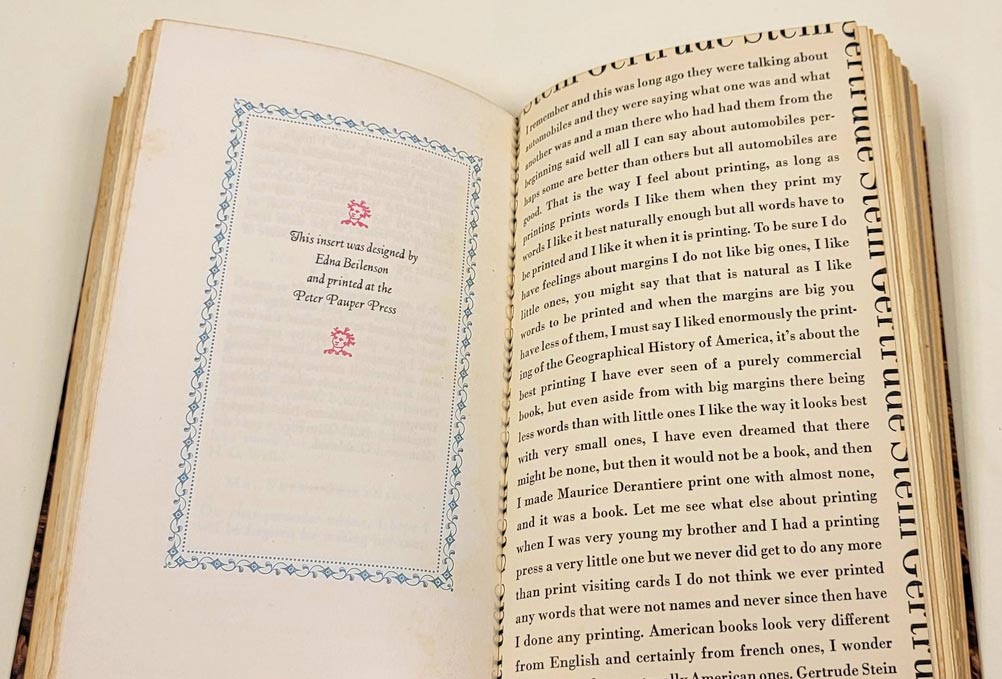 This insert was designed by
Edna Beilenson
and printed at the
Peter Pauper Press
Stein Gertrude Stein
Gertrude Stein Gertrude Stein Gertru
I remember and this was long ago they were talking about
automobiles and they were saying what one was and what
another was and a man there who had had them from the
beginning said well all I can say about automobiles per-
haps some are better than others but all automobiles are
good. That is the way I feel about printing, as long as
printing prints words I like them when they print my
words I like it best naturally enough but all words have to
be printed and I like it when it is printing. To be sure I do
have feelings about margins I do not like big ones, I like
little ones, you might say that that is natural as I like
words to be printed and when the margins are big you
have less of them, I must say I liked enormously the print-
ing of the Geographical History of America, it's about the
best printing I have ever seen of a purely commercial
book, but even aside from with big margins there being
less words than with little ones I like the way it looks best
with very small ones, I have even dreamed that there
might be none, but then it would not be a book, and then
I made Maurice Derantiere print one with almost none,
and it was a book. Let me see what else about printing
when I was very young my brother and I had a printing
press a very little one but we never did get to do any more
than print visiting cards I do not think we ever printed
any words that were not names and never since then have
I done any printing. American books look very different
from English and certainly from french ones, I wonder
American ones. Gertrude Stein